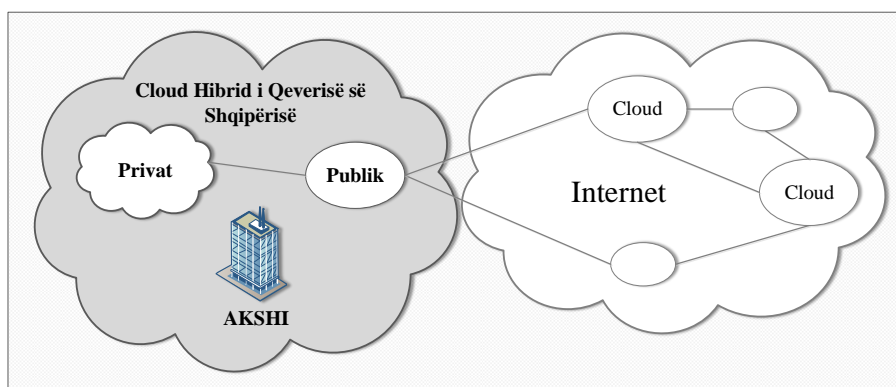 Cloud Hibrid i Qeverisë së
Shqipërisë
Privat
Publik
AKSHI
Cloud
Internet
Cloud